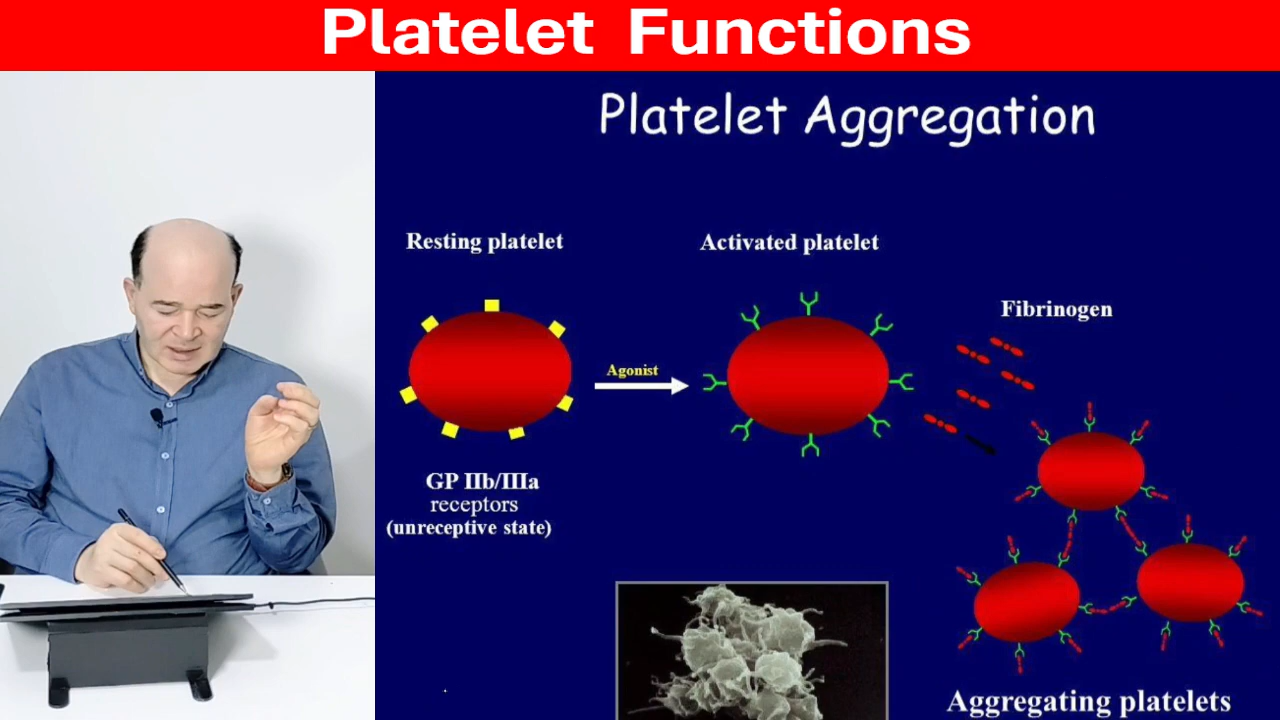 Platelet Functions
Platelet Aggregation
Resting platelet
Activated platelet
Fibrinogen
Agonist
GP IIb/IIIa
receptors
(unreceptive state)
Aggregating platelets